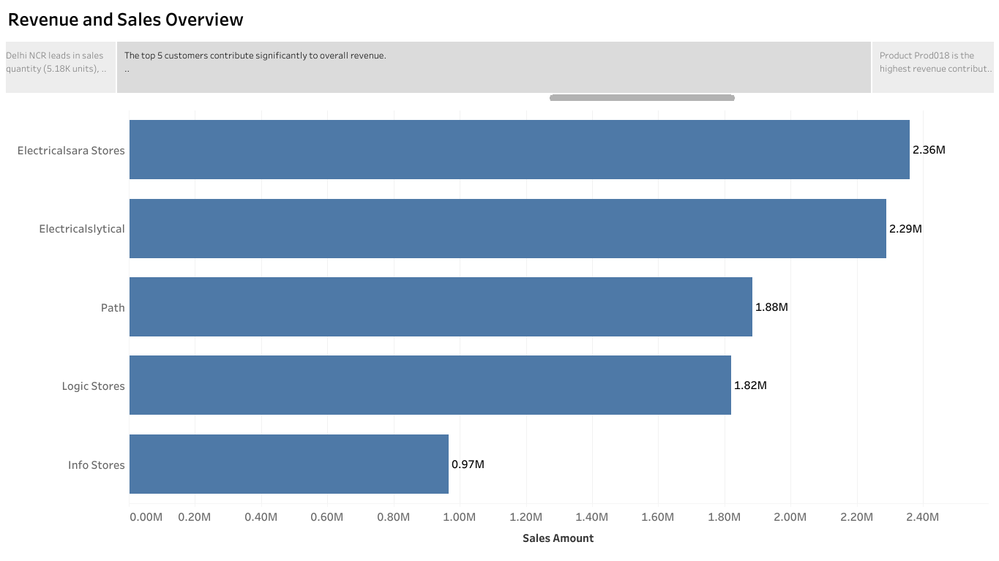 Revenue and Sales Overview
Delhi NCR leads in sales
quantity (5.18K units), ..
The top 5 customers contribute significantly to overall revenue.
..
Product Prod018 is the
highest revenue contribut..
Electricalsara Stores
2.36M
Electricalslytical
2.29M
Path
1.88M
Logic Stores
1.82M
Info Stores
0.97M
0.00M 0.20M 0.40M 0.60M 0.80M 1.00M 1.20M 1.40M 1.60M 1.80M 2.00M 2.20M 2.40M
Sales Amount